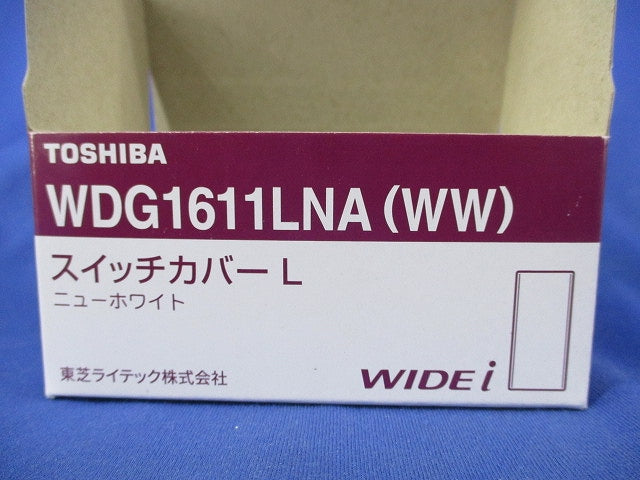 TOSHIBA
WDG1611LNA(WW)
スイッチカバー L
ニューホワイト
東芝ライテック株式会社
WIDE i